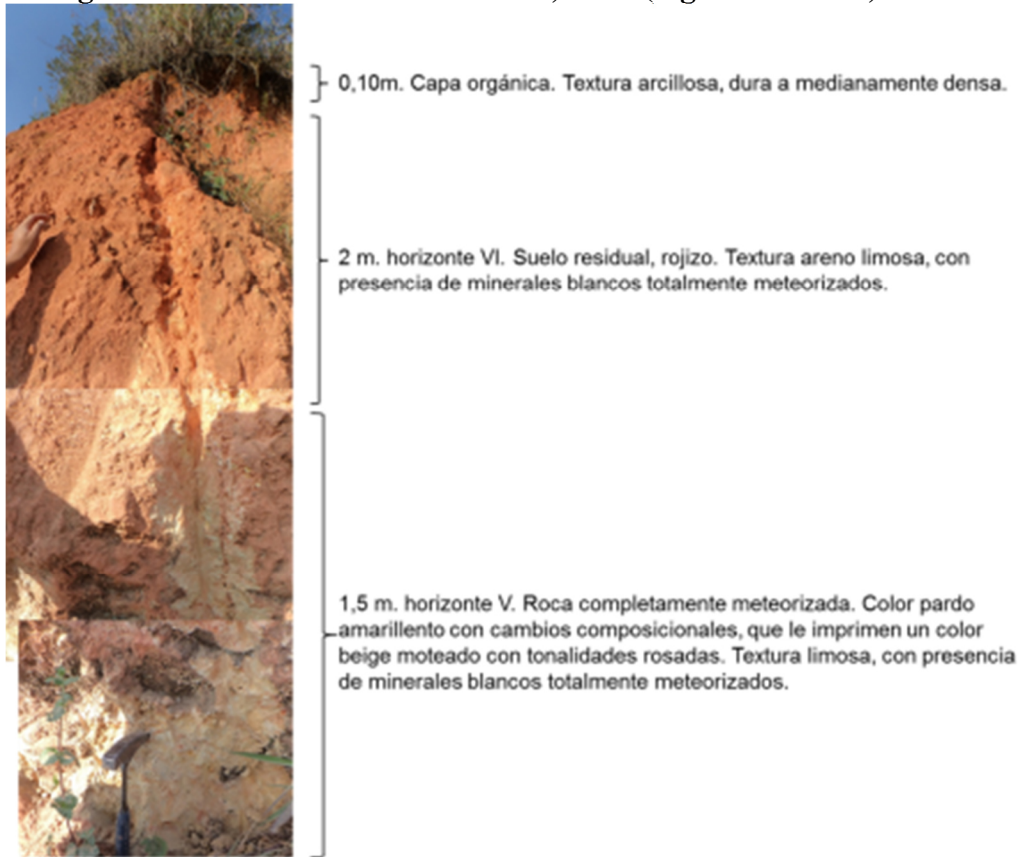 0,10m. Capa orgánica. Textura arcillosa, dura a medianamente densa.
2 m. horizonte VI. Suelo residual, rojizo. Textura areno limosa, con
presencia de minerales blancos totalmente meteorizados.
1,5 m. horizonte V. Roca completamente meteorizada. Color pardo
amarillento con cambios composicionales, que le imprimen un color
beige moteado con tonalidades rosadas. Textura limosa, con presencia
de minerales blancos totalmente meteorizados.